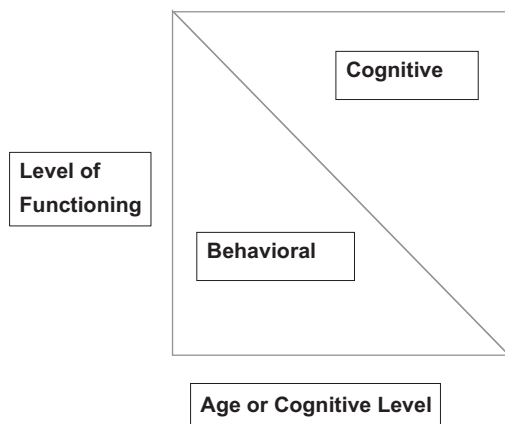 Cognitive
Level of
Functioning
Behavioral
Age or Cognitive Level